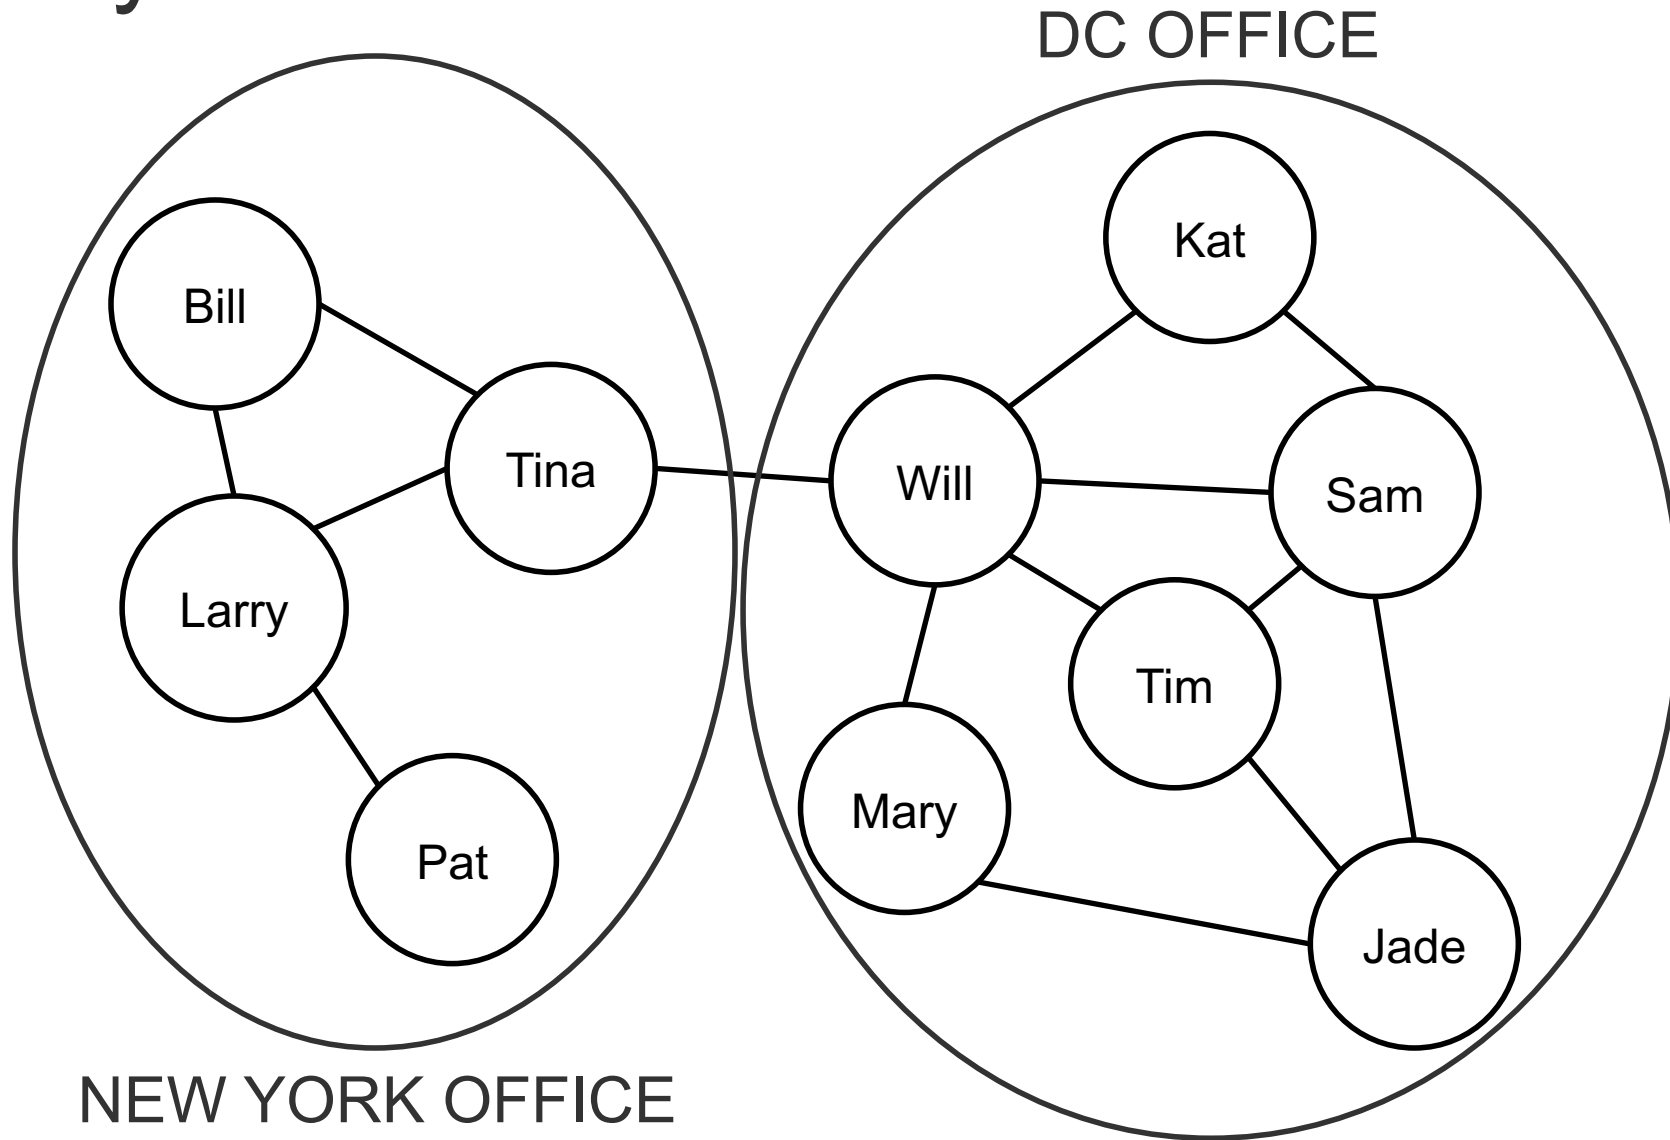 DC OFFICE
Kat
Bill
Tina
Will
Sam
Larry
Tim
Mary
Pat
Jade
NEW YORK OFFICE